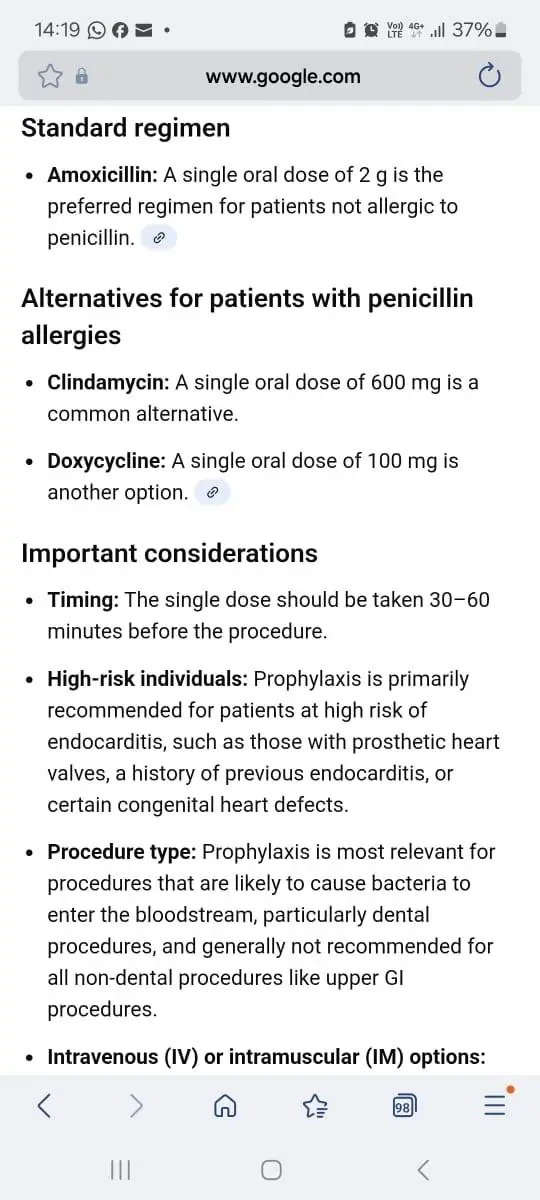 14:19 Vo) LTE 4G+ 37%
www.google.com
Standard regimen
• Amoxicillin: A single oral dose of 2 g is the
preferred regimen for patients not allergic to
penicillin.
Alternatives for patients with penicillin
allergies
• Clindamycin: A single oral dose of 600 mg is a
common alternative.
• Doxycycline: A single oral dose of 100 mg is
another option.
Important considerations
• Timing: The single dose should be taken 30–60
minutes before the procedure.
• High-risk individuals: Prophylaxis is primarily
recommended for patients at high risk of
endocarditis, such as those with prosthetic heart
valves, a history of previous endocarditis, or
certain congenital heart defects.
• Procedure type: Prophylaxis is most relevant for
procedures that are likely to cause bacteria to
enter the bloodstream, particularly dental
procedures, and generally not recommended for
all non-dental procedures like upper GI
procedures.
• Intravenous (IV) or intramuscular (IM) options:
98